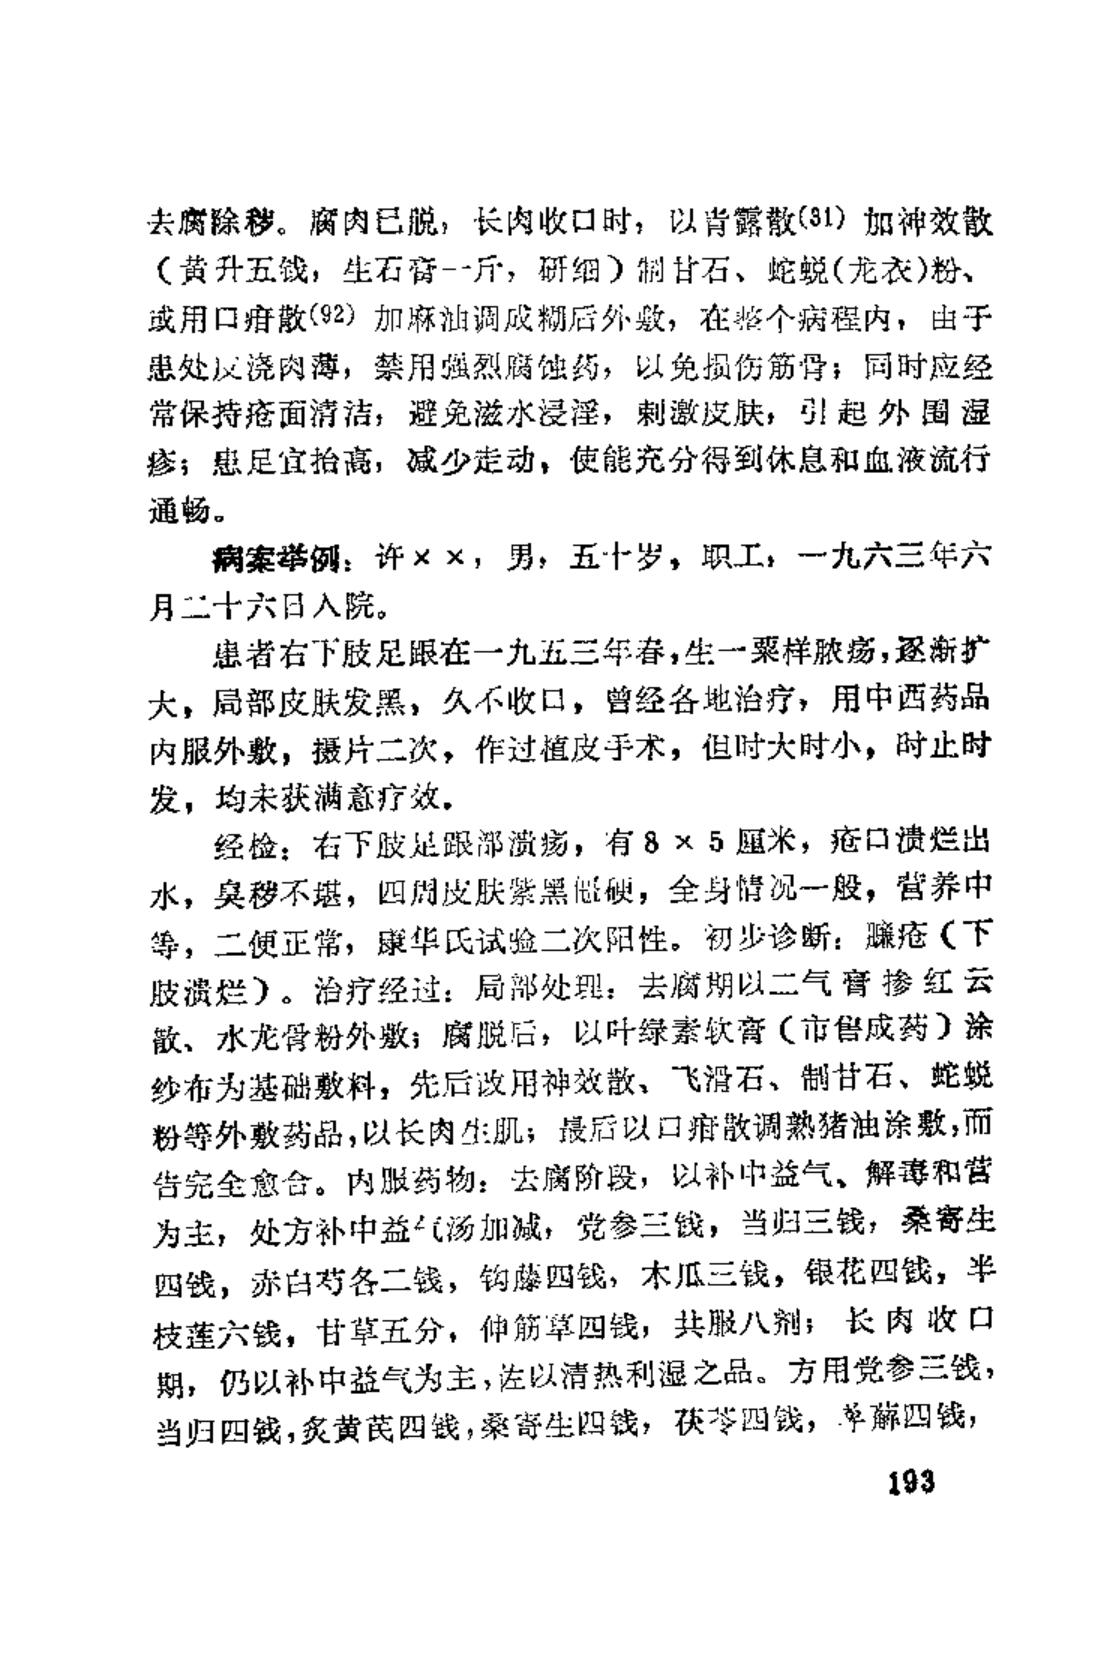 去腐除秽。腐肉已脱，长肉收口时，以青露散(31) 加神效散
（黄升五钱，生石膏一斤，研细）制甘石、蛇蜕(龙衣)粉、
或用口疳散(92) 加麻油调成糊后外敷，在整个病程内，由于
患处皮浇肉薄，禁用强烈腐蚀药，以免损伤筋骨；同时应经
常保持疮面清洁，避免滋水浸淫，刺激皮肤，引起外围湿
疹；患足宜抬高，减少走动，使能充分得到休息和血液流行
通畅。
病案举例：许××，男，五十岁，职工，一九六三年六
月二十六日入院。
患者右下肢足跟在一九五三年春，生一粟样脓疡，逐渐扩
大，局部皮肤发黑，久不收口，曾经各地治疗，用中西药品
内服外敷，摄片二次，作过植皮手术，但时大时小，时止时
发，均未获满意疗效。
经检：右下肢足跟部溃疡，有8×5厘米，疮口溃烂出
水，臭秽不堪，四周皮肤紫黑僵硬，全身情况一般，营养中
等，二便正常，康华氏试验二次阳性。初步诊断：臁疮（下
肢溃烂）。治疗经过：局部处理：去腐期以二气膏掺红云
散、水龙骨粉外敷；腐脱后，以叶绿素软膏（市售成药）涂
纱布为基础敷料，先后改用神效散、飞滑石、制甘石、蛇蜕
粉等外敷药品，以长肉生肌；最后以口疳散调熟猪油涂敷，而
告完全愈合。内服药物：去腐阶段，以补中益气、解毒和营
为主，处方补中益气汤加减，党参三钱，当归三钱，桑寄生
四钱，赤白芍各二钱，钩藤四钱，木瓜三钱，银花四钱，半
枝莲六钱，甘草五分，伸筋草四钱，共服八剂；长肉收口
期，仍以补中益气为主，佐以清热利湿之品。方用党参三钱，
当归四钱，炙黄芪四钱，桑寄生四钱，茯苓四钱，萆薢四钱，
193